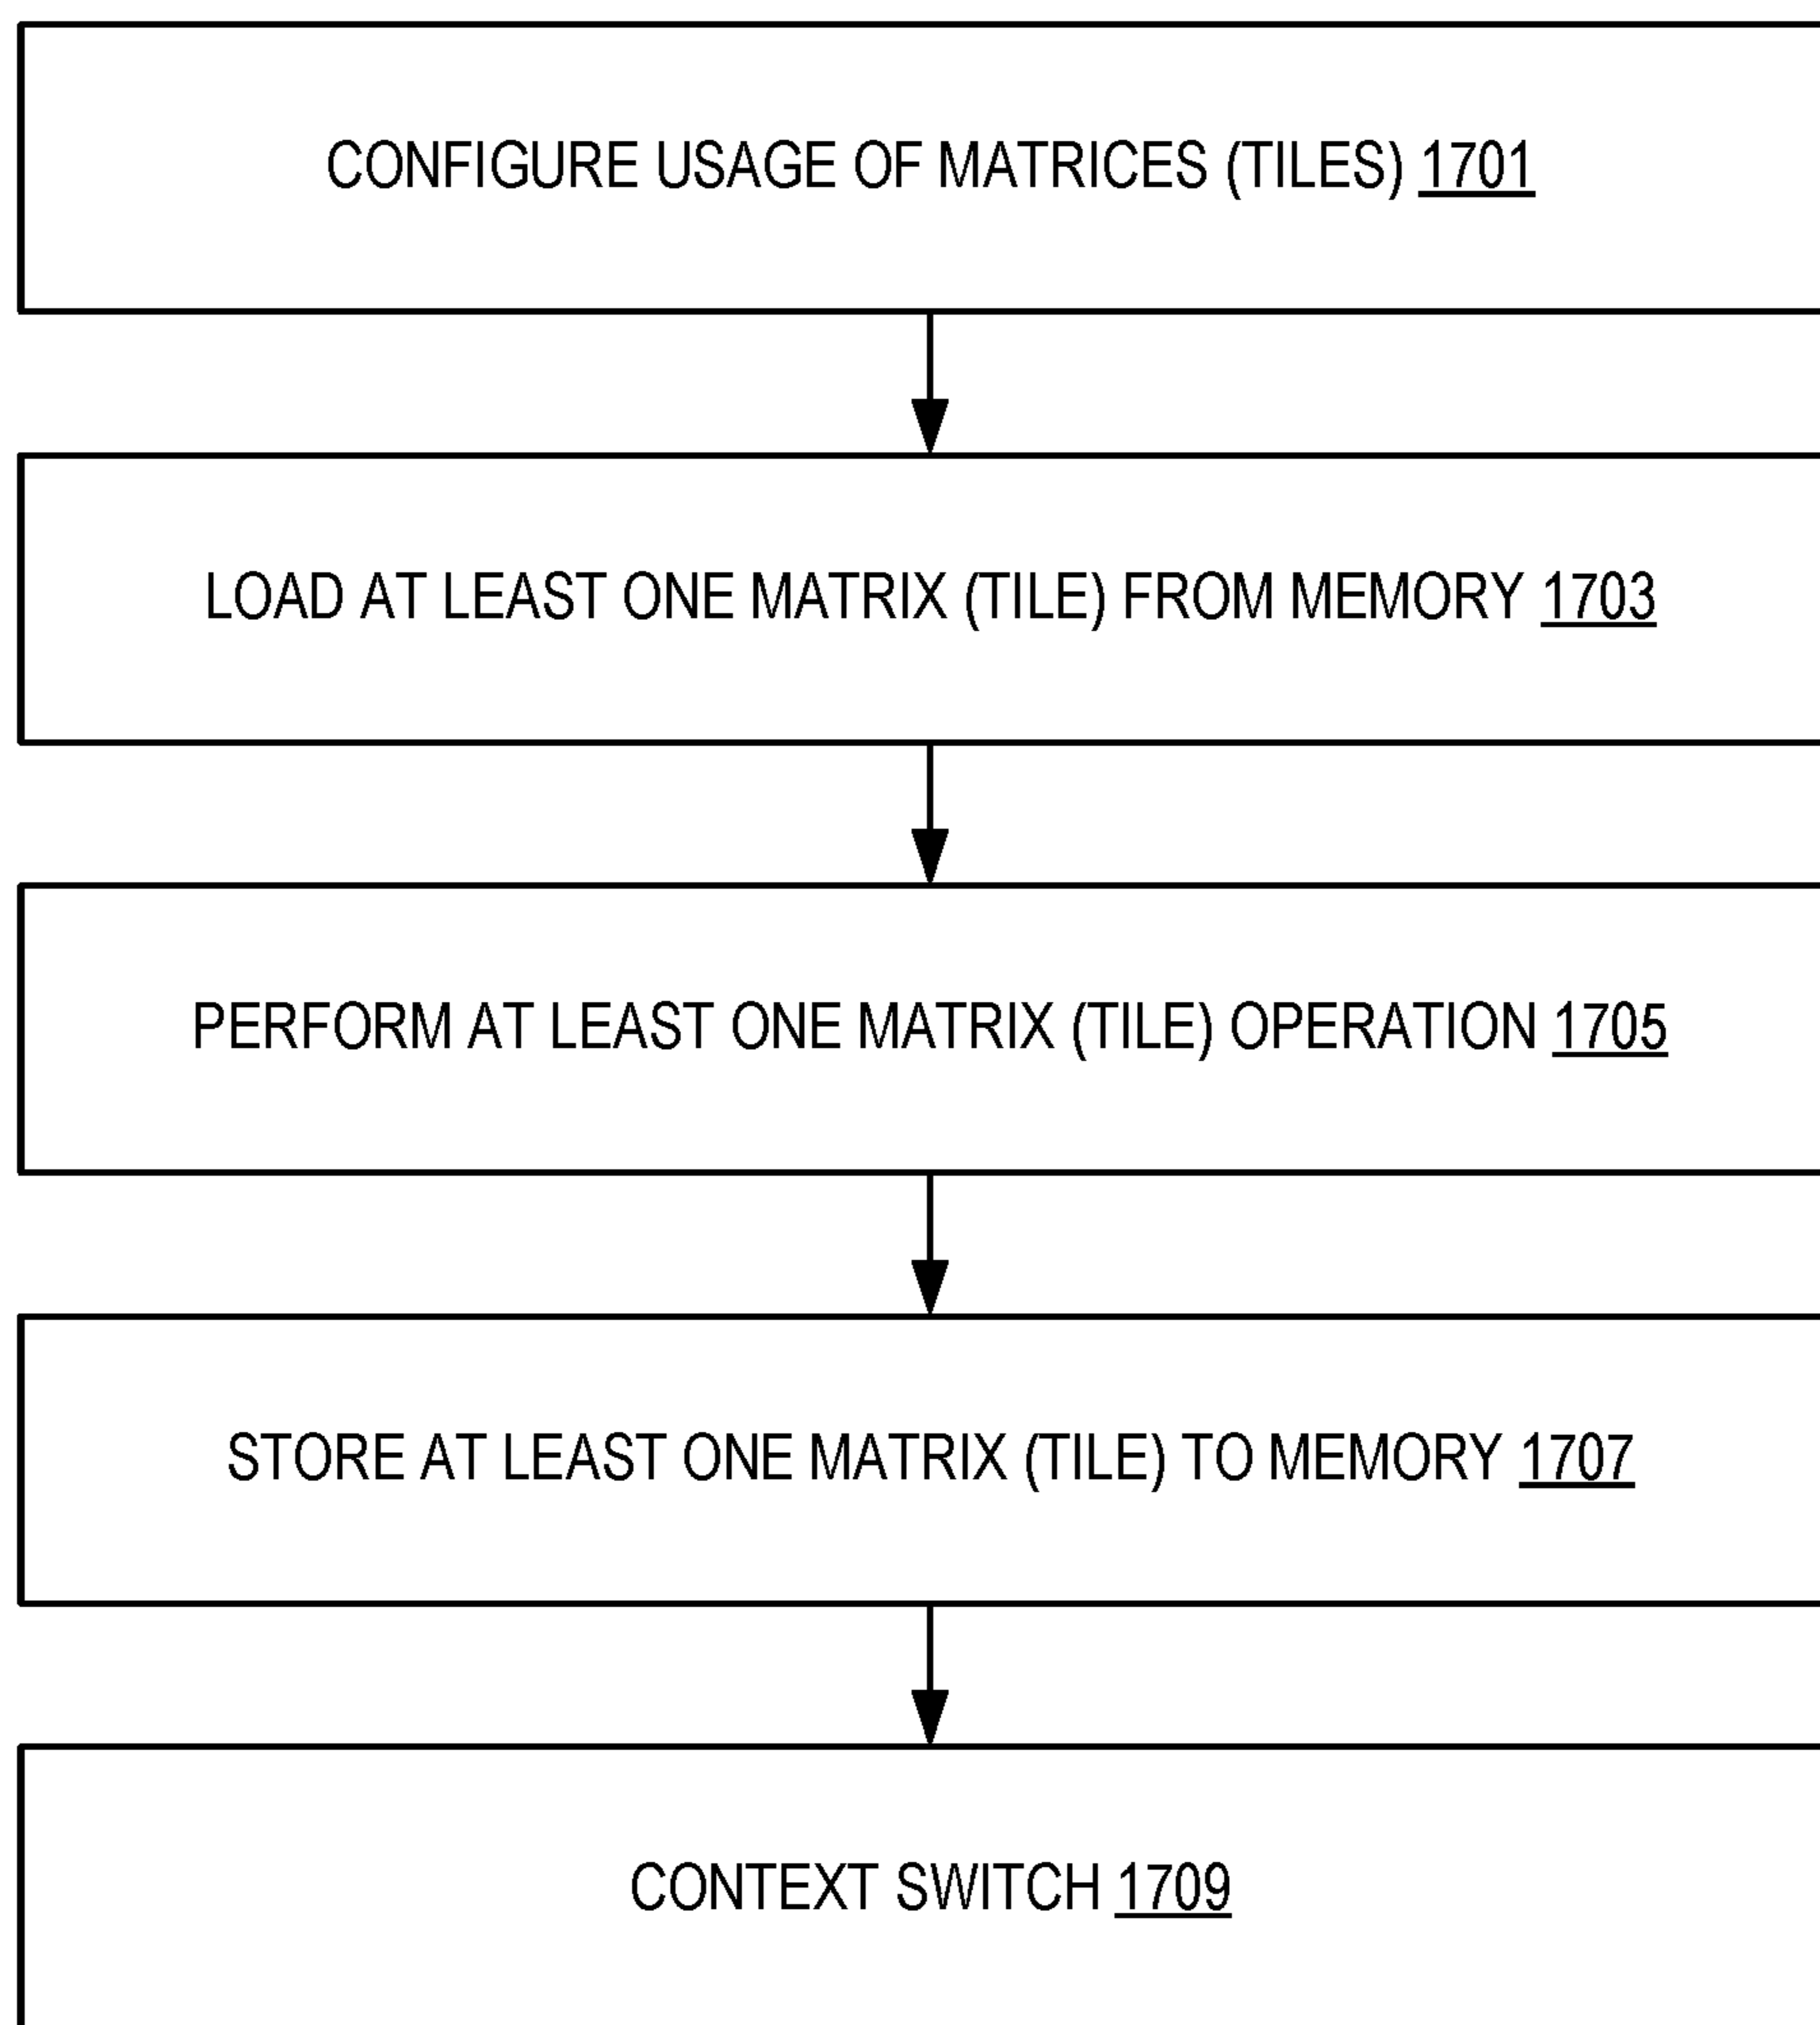 CONFIGURE USAGE OF MATRICES (TILES) 1701
LOAD AT LEAST ONE MATRIX (TILE) FROM MEMORY 1703
PERFORM AT LEAST ONE MATRIX (TILE) OPERATION 1705
STORE AT LEAST ONE MATRIX (TILE) TO MEMORY 1707
CONTEXT SWITCH 1709